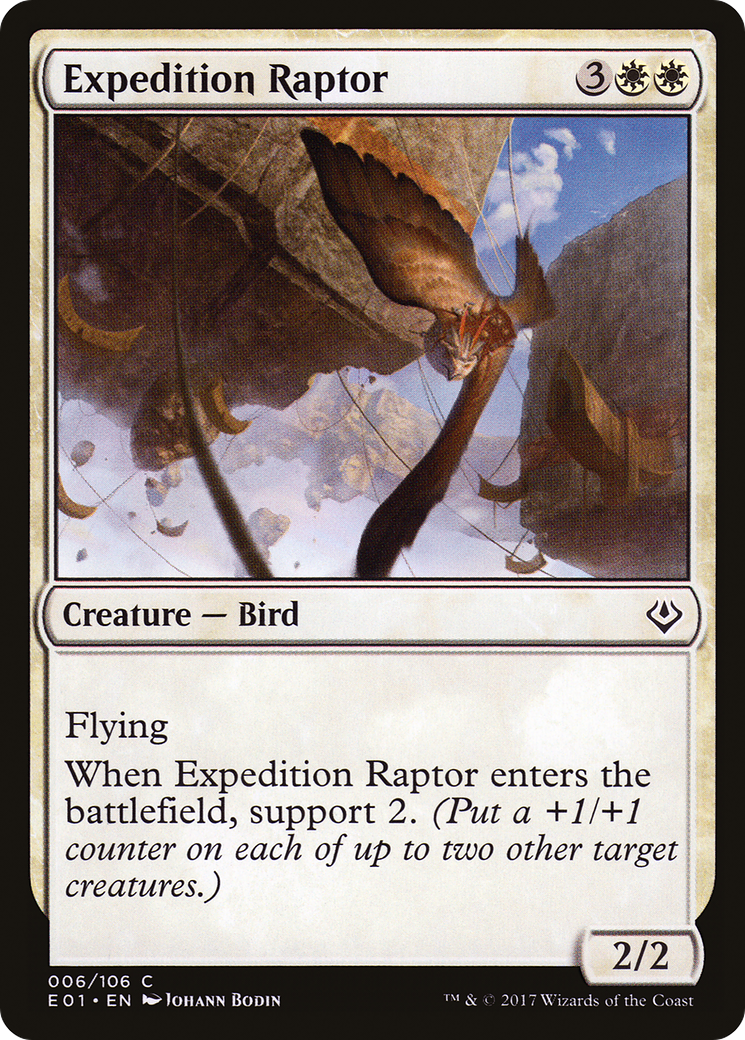 Expedition Raptor 3
Creature — Bird
Flying
When Expedition Raptor enters the
battlefield, support 2. (Put a +1/+1
counter on each of up to two other target
creatures.)
2/2
006/106 C
E01 • EN Johann Bodin
™ & © 2017 Wizards of the Coast